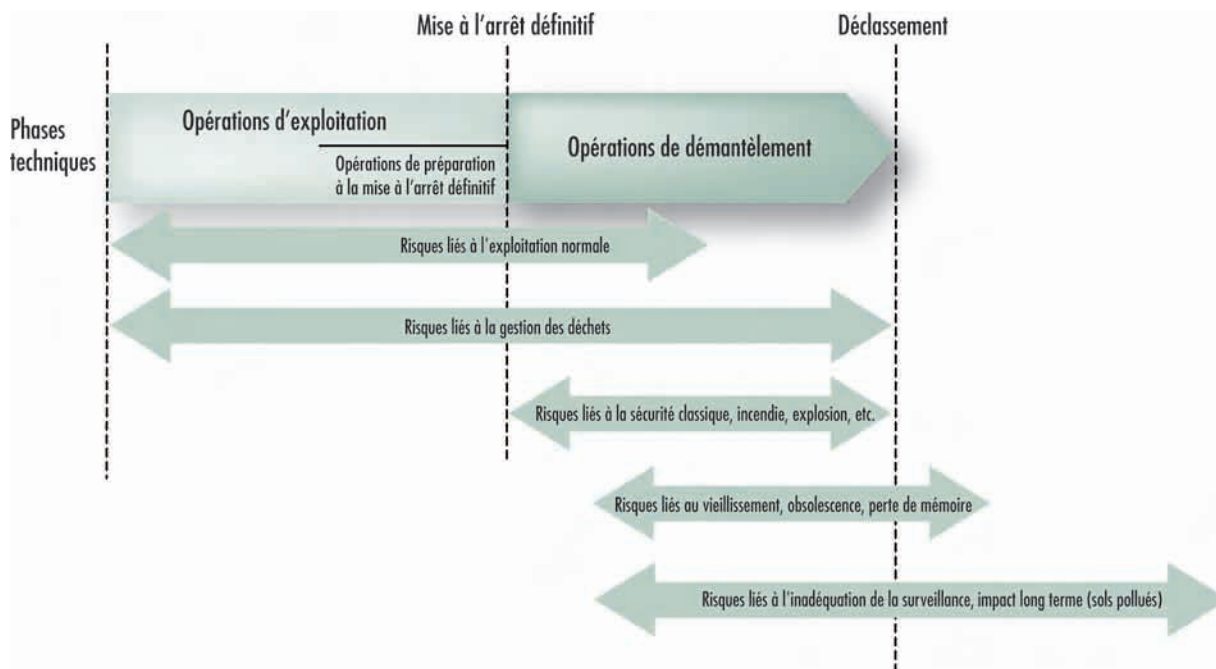 Mise à l'arrêt définitif
Déclassement
Phases
techniques
Opérations d'exploitation
Opérations de préparation
à la mise à l'arrêt définitif
Opérations de démantèlement
Risques liés à l'exploitation normale
Risques liés à la gestion des déchets
Risques liés à la sécurité classique, incendie, explosion, etc.
Risques liés au vieillissement, obsolescence, perte de mémoire
Risques liés à l'inadéquation de la surveillance, impact long terme (sols pollués)